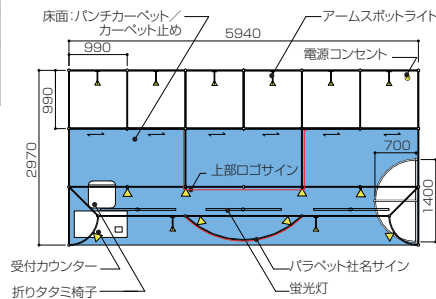 床面：パンチカーペット／
カーペット止め
アームスポットライト
990
5940
電源コンセント
990
2970
700
上部ロゴサイン
1400
受付カウンター
パラペット社名サイン
折りタタミ椅子
蛍光灯